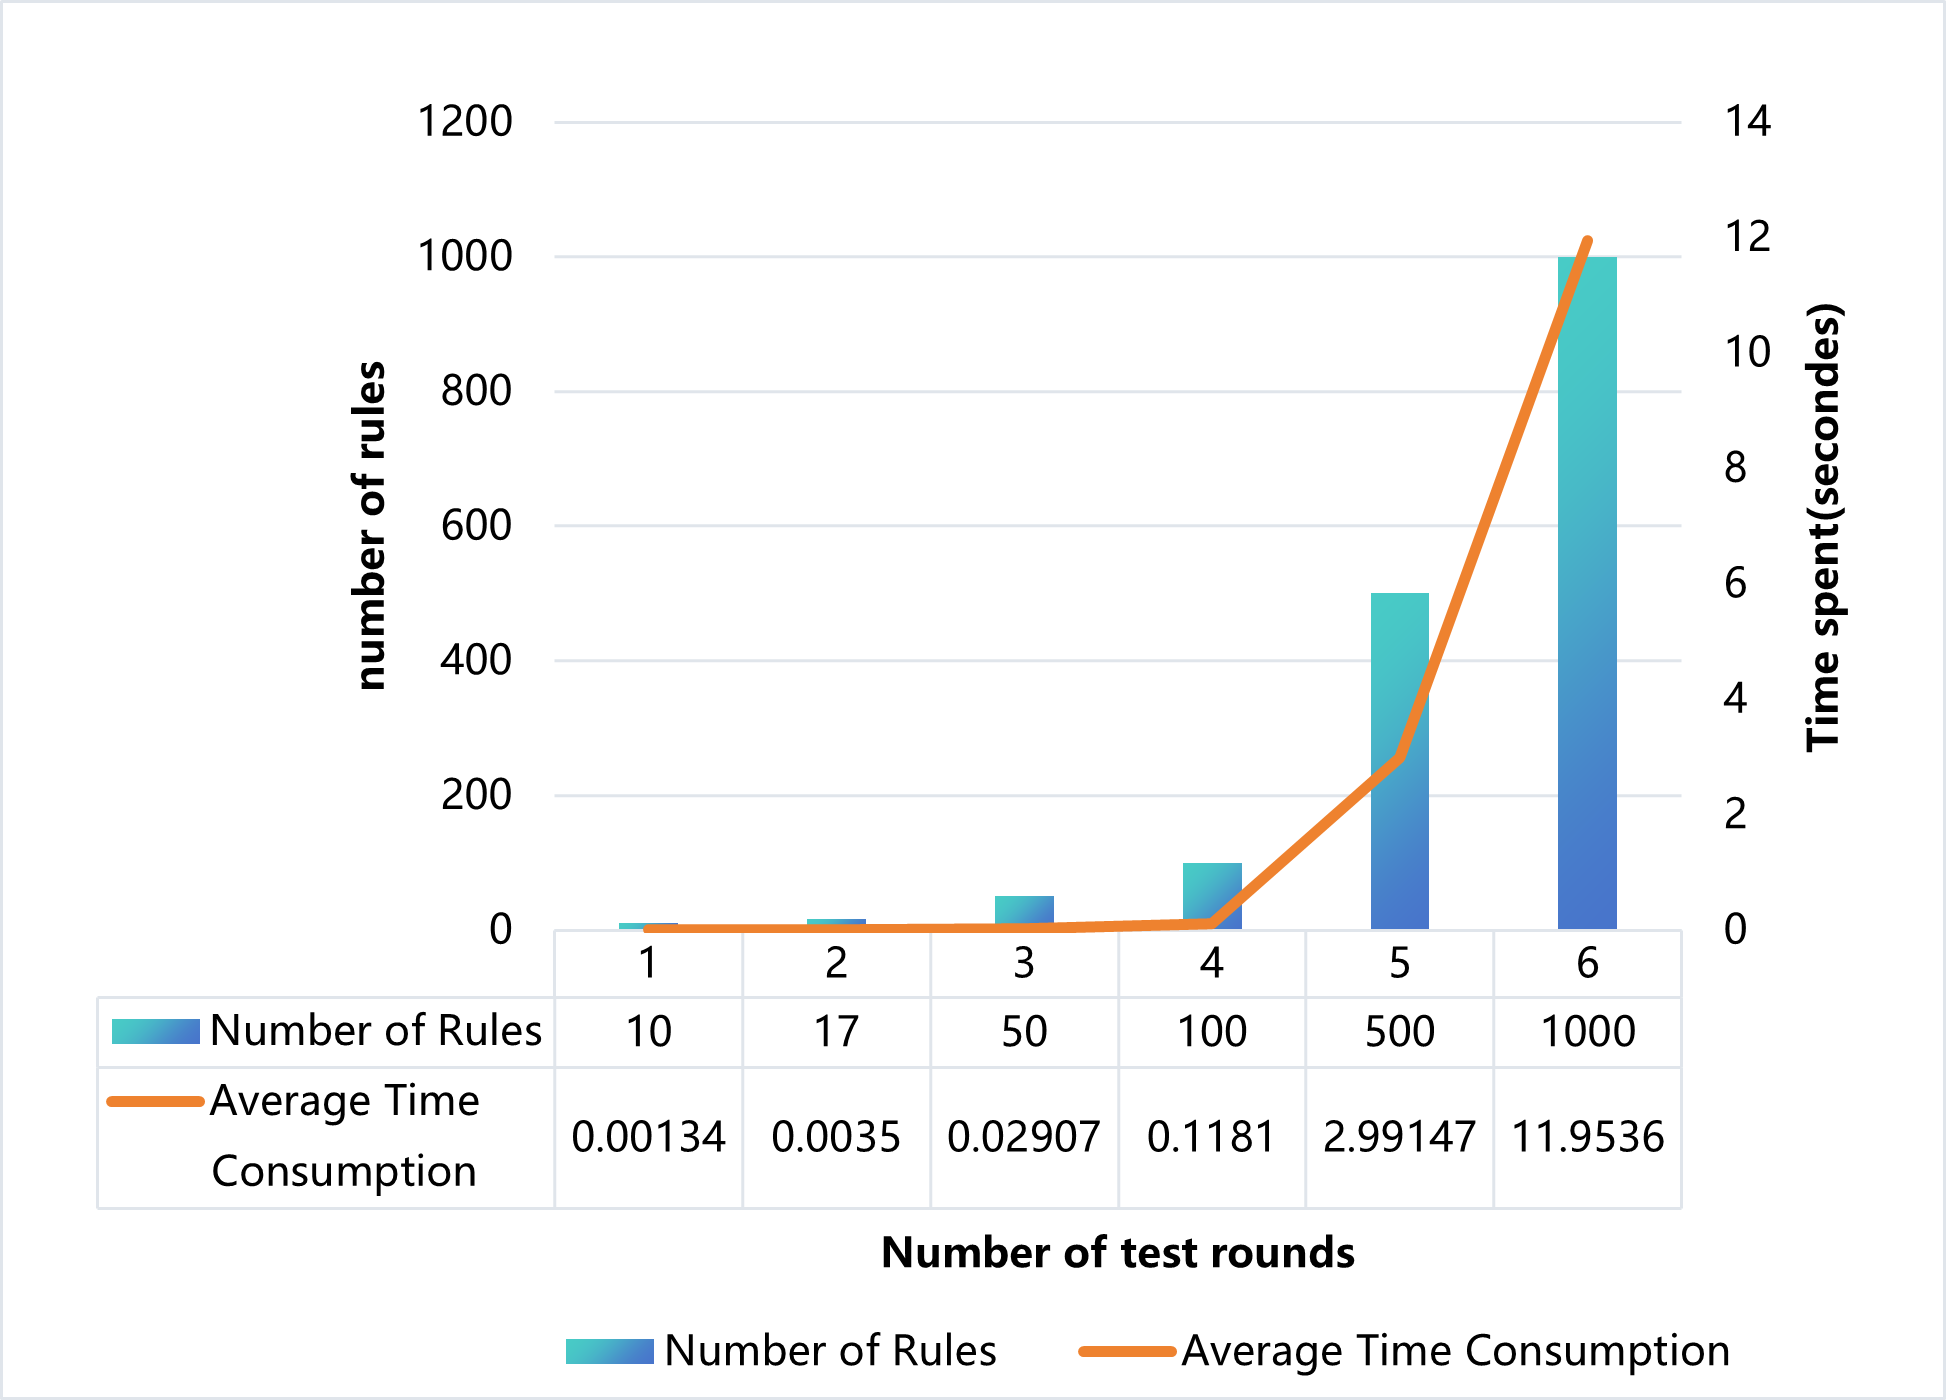 1200
1000
800
600
400
200
0
number of rules
14
12
10
8
6
4
2
0
Time spent(secondes)
1 2 3 4 5 6
Number of Rules 10 17 50 100 500 1000
Average Time
Consumption 0.00134 0.0035 0.02907 0.1181 2.99147 11.9536
Number of test rounds
Number of Rules Average Time Consumption